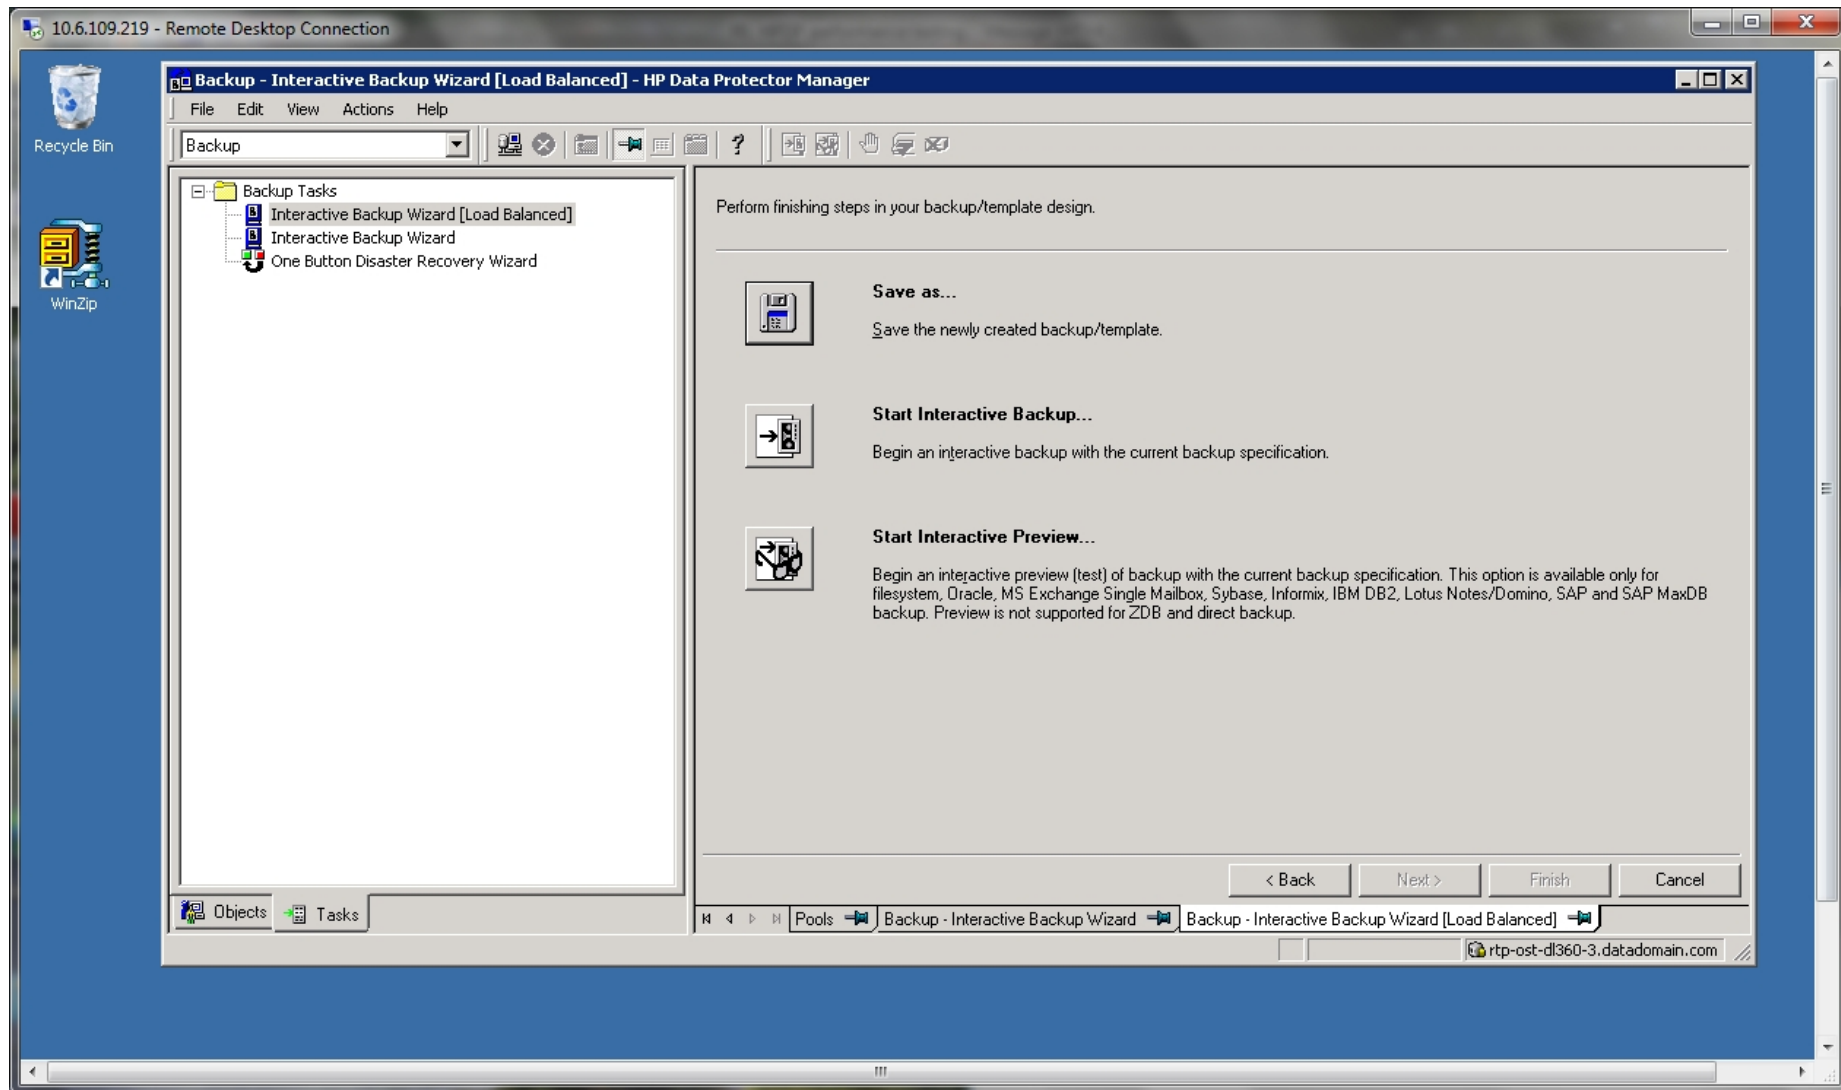 10.6.109.219 - Remote Desktop Connection
Recycle Bin
WinZip
Backup - Interactive Backup Wizard [Load Balanced] - HP Data Protector Manager
File Edit View Actions Help
Backup
Backup Tasks
Interactive Backup Wizard [Load Balanced]
Interactive Backup Wizard
One Button Disaster Recovery Wizard
Objects Tasks
Perform finishing steps in your backup/template design.
Save as...
Save the newly created backup/template.
Start Interactive Backup...
Begin an interactive backup with the current backup specification.
Start Interactive Preview...
Begin an interactive preview (test) of backup with the current backup specification. This option is available only for
filesystem, Oracle, MS Exchange Single Mailbox, Sybase, Informix, IBM DB2, Lotus Notes/Domino, SAP and SAP MaxDB
backup. Preview is not supported for ZDB and direct backup.
< Back Next > Finish Cancel
Pools Backup - Interactive Backup Wizard Backup - Interactive Backup Wizard [Load Balanced]
rtp-ost-dl360-3.datadomain.com